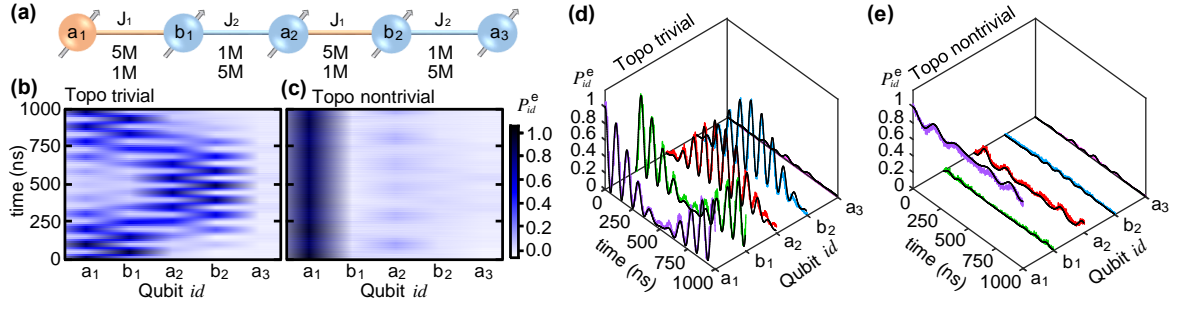 (a)
J1 J2 J1 J2
a1 b1 a2 b2 a3
5M 1M 5M 1M
1M 5M 1M 5M
(b) Topo trivial
(c) Topo nontrivial
P_id^e
1000
750
500
250
0
time (ns)
1.0
0.8
0.6
0.4
0.2
0.0
a1 b1 a2 b2 a3
Qubit id
a1 b1 a2 b2 a3
Qubit id
(d)
Topo trivial
P_id^e
1
0.8
0.6
0.4
0.2
0
0
250
500
750
1000
time (ns)
a1
b1
a2
b2
a3
Qubit id
(e)
Topo nontrivial
P_id^e
1
0.8
0.6
0.4
0.2
0
0
250
500
750
1000
time (ns)
a1
b1
a2
b2
a3
Qubit id